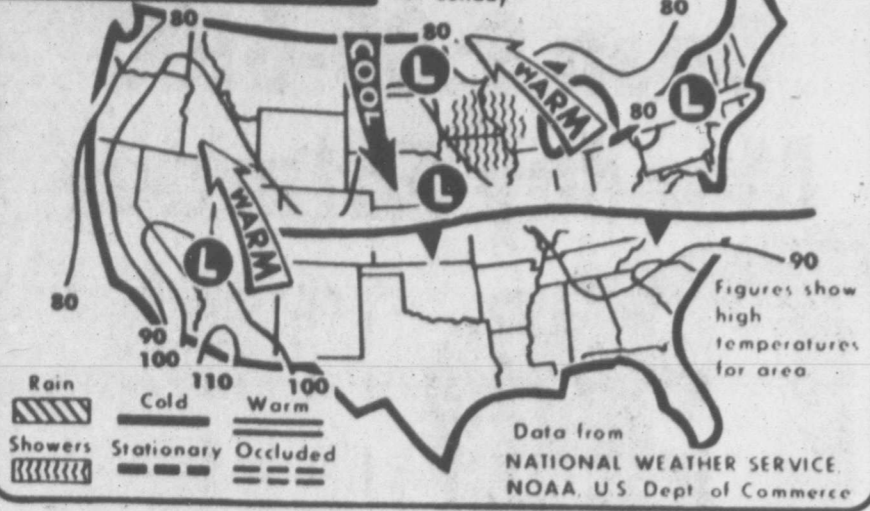 80
80
80
COOL
L
WARM
80
L
L
WARM
L
80
90
100
110
100
90
Figures show
high
temperatures
for area
Rain
Cold
Warm
Showers
Stationary
Occluded
Data from
NATIONAL WEATHER SERVICE,
NOAA, U.S. Dept of Commerce